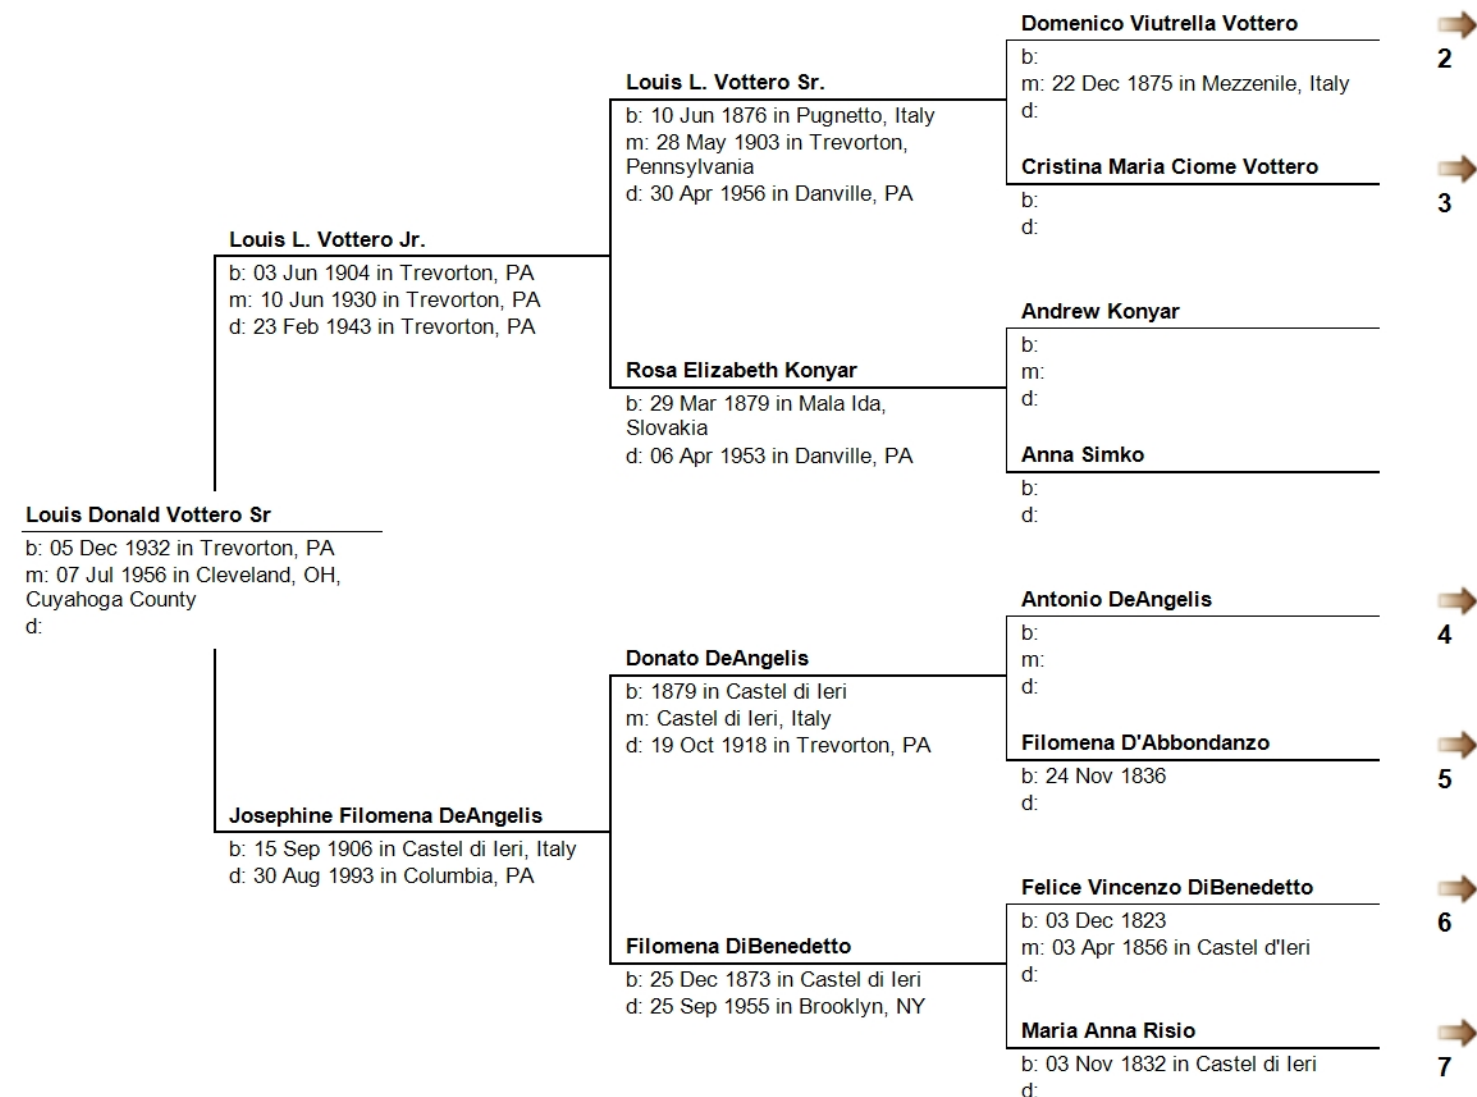 Domenico Viutrella Vottero
b:
m: 22 Dec 1875 in Mezzenile, Italy
d:
2
Louis L. Vottero Sr.
b: 10 Jun 1876 in Pugnetto, Italy
m: 28 May 1903 in Trevorton,
Pennsylvania
d: 30 Apr 1956 in Danville, PA
Cristina Maria Ciome Vottero
b:
d:
3
Louis L. Vottero Jr.
b: 03 Jun 1904 in Trevorton, PA
m: 10 Jun 1930 in Trevorton, PA
d: 23 Feb 1943 in Trevorton, PA
Andrew Konyar
b:
m:
d:
Rosa Elizabeth Konyar
b: 29 Mar 1879 in Mala Ida,
Slovakia
d: 06 Apr 1953 in Danville, PA
Anna Simko
b:
d:
Louis Donald Vottero Sr
b: 05 Dec 1932 in Trevorton, PA
m: 07 Jul 1956 in Cleveland, OH,
Cuyahoga County
d:
Antonio DeAngelis
b:
m:
d:
4
Donato DeAngelis
b: 1879 in Castel di Ieri
m: Castel di Ieri, Italy
d: 19 Oct 1918 in Trevorton, PA
Filomena D'Abbondanzo
b: 24 Nov 1836
d:
5
Josephine Filomena DeAngelis
b: 15 Sep 1906 in Castel di Ieri, Italy
d: 30 Aug 1993 in Columbia, PA
Felice Vincenzo DiBenedetto
b: 03 Dec 1823
m: 03 Apr 1856 in Castel d'Ieri
d:
6
Filomena DiBenedetto
b: 25 Dec 1873 in Castel di Ieri
d: 25 Sep 1955 in Brooklyn, NY
Maria Anna Risio
b: 03 Nov 1832 in Castel di Ieri
d:
7